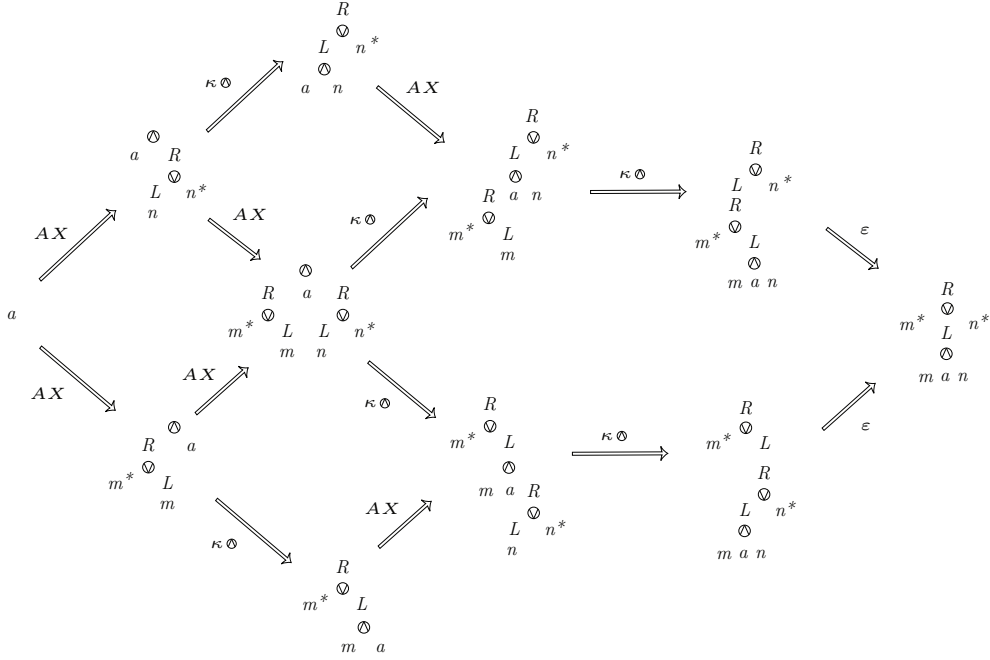 R
L n*
a n
κ⊘ AX
R
a R L n*
L n* a n
n R
m* L
m
AX AX κ⊘ κ⊘
R
L n*
R
m* L
m a n
ε
a
R a R
m* L L n*
m n
R
m* n*
L
m a n
AX AX κ⊘ κ⊘ ε
a
R
m* L
m
R
m* L
m a R
L n*
n
R
m* L
R
L n*
m a n
κ⊘ AX
R
m* L
m a